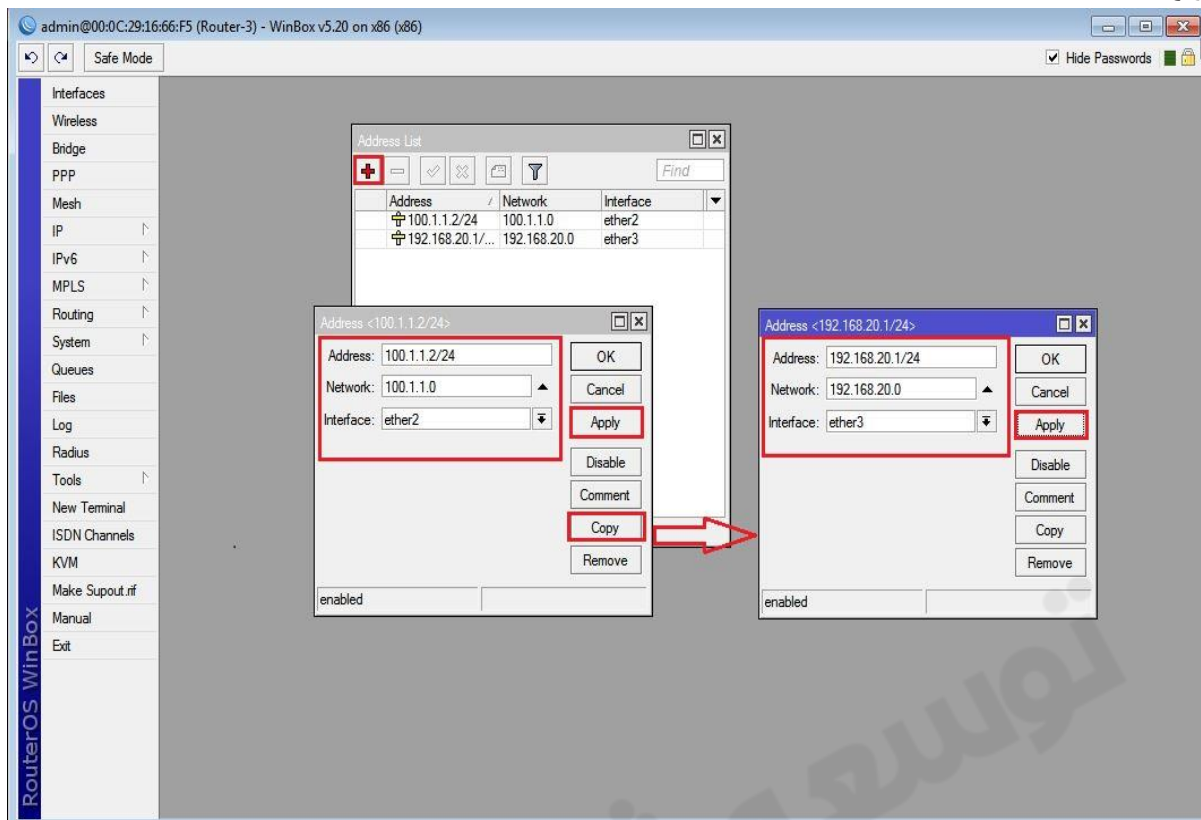 admin@00:0C:29:16:66:F5 (Router-3) - WinBox v5.20 on x86 (x86)
Safe Mode
Hide Passwords
Interfaces
Wireless
Bridge
PPP
Mesh
IP
IPv6
MPLS
Routing
System
Queues
Files
Log
Radius
Tools
New Terminal
ISDN Channels
KVM
Make Supout.rif
Manual
Exit
RouterOS WinBox
Address List
Find
Address / Network Interface
100.1.1.2/24 100.1.1.0 ether2
192.168.20.1/... 192.168.20.0 ether3
Address <100.1.1.2/24>
Address: 100.1.1.2/24
Network: 100.1.1.0
Interface: ether2
OK
Cancel
Apply
Disable
Comment
Copy
Remove
enabled
Address <192.168.20.1/24>
Address: 192.168.20.1/24
Network: 192.168.20.0
Interface: ether3
OK
Cancel
Apply
Disable
Comment
Copy
Remove
enabled
توسعه